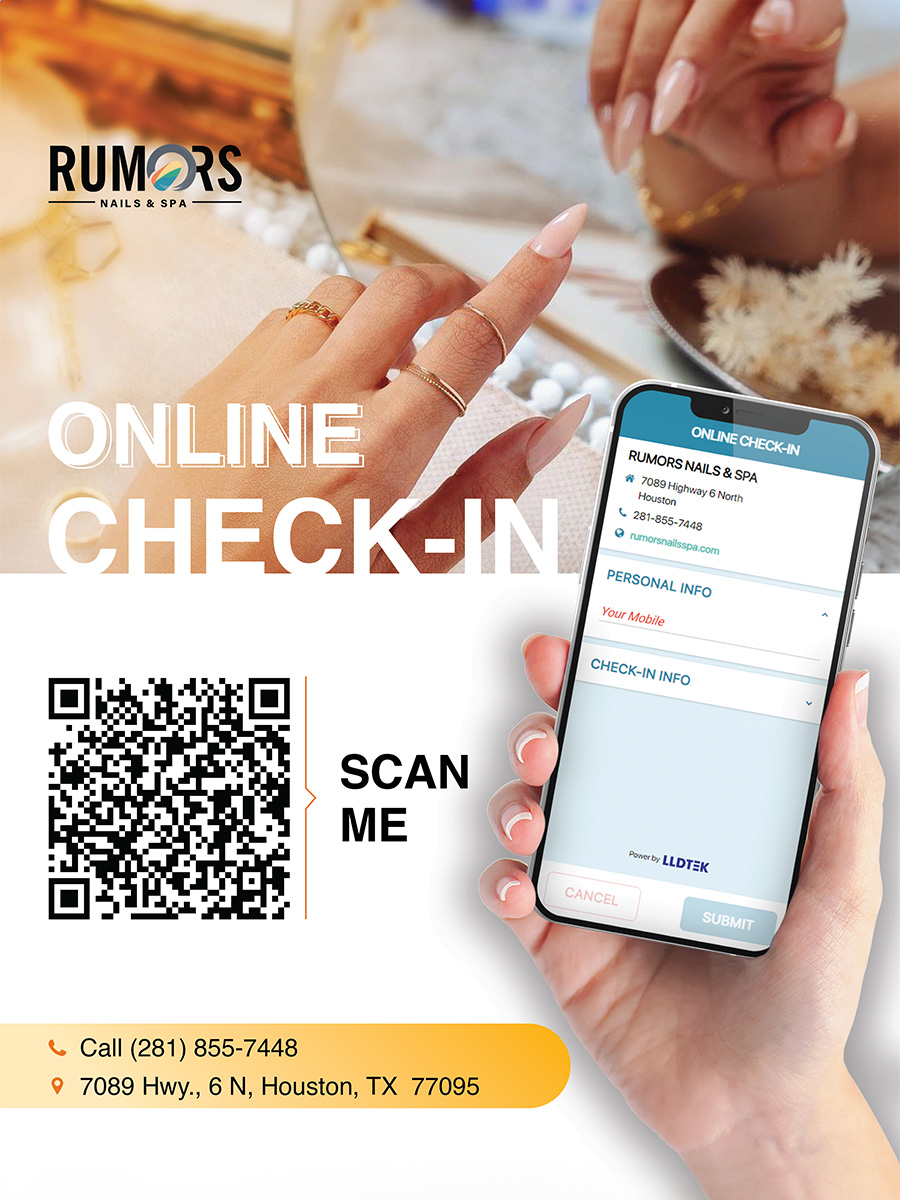 RUMORS
NAILS & SPA
ONLINE
CHECK-IN
ONLINE CHECK-IN
RUMORS NAILS & SPA
7089 Highway 6 North
Houston
281-855-7448
rumorsnailsspa.com
PERSONAL INFO
Your Mobile
CHECK-IN INFO
Power by LLDTEK
CANCEL
SUBMIT
SCAN
ME
Call (281) 855-7448
7089 Hwy., 6 N, Houston, TX 77095